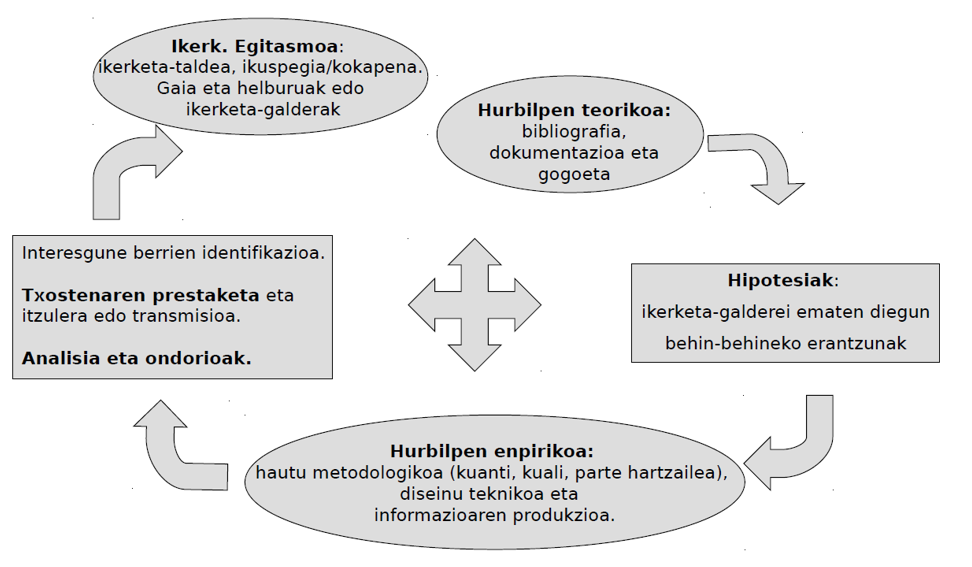 Ikerk. Egitasmoa:
ikerketa-taldea, ikuspegia/kokapena.
Gaia eta helburuak edo
ikerketa-galderak
Hurbilpen teorikoa:
bibliografia,
dokumentazioa eta
gogoeta
Hipotesiak:
ikerketa-galderei ematen diegun
behin-behineko erantzunak
Hurbilpen enpirikoa:
hautu metodologikoa (kuanti, kuali, parte hartzailea),
diseinu teknikoa eta
informazioaren produkzioa.
Interesgune berrien identifikazioa.
Txostenaren prestaketa eta
itzulera edo transmisioa.
Analisia eta ondorioak.